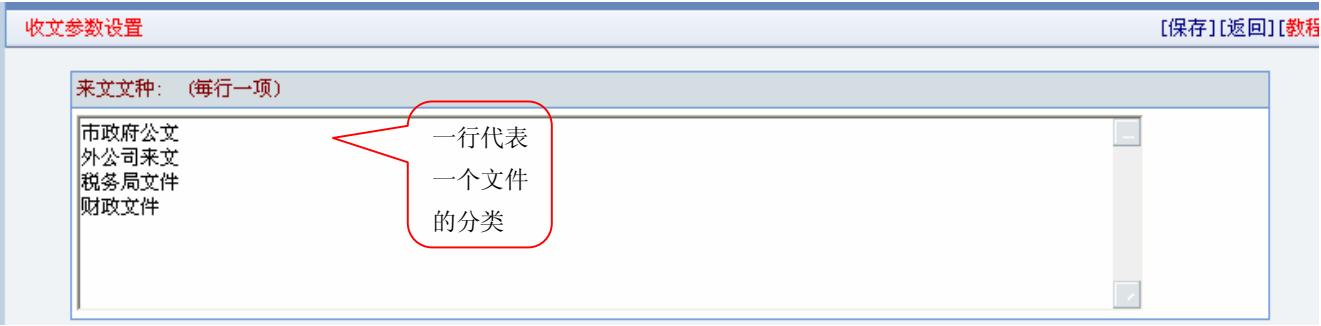 收文参数设置 [保存][返回][教程
来文文种: (每行一项)
市政府公文
外公司来文
税务局文件
财政文件
一行代表
一个文件
的分类